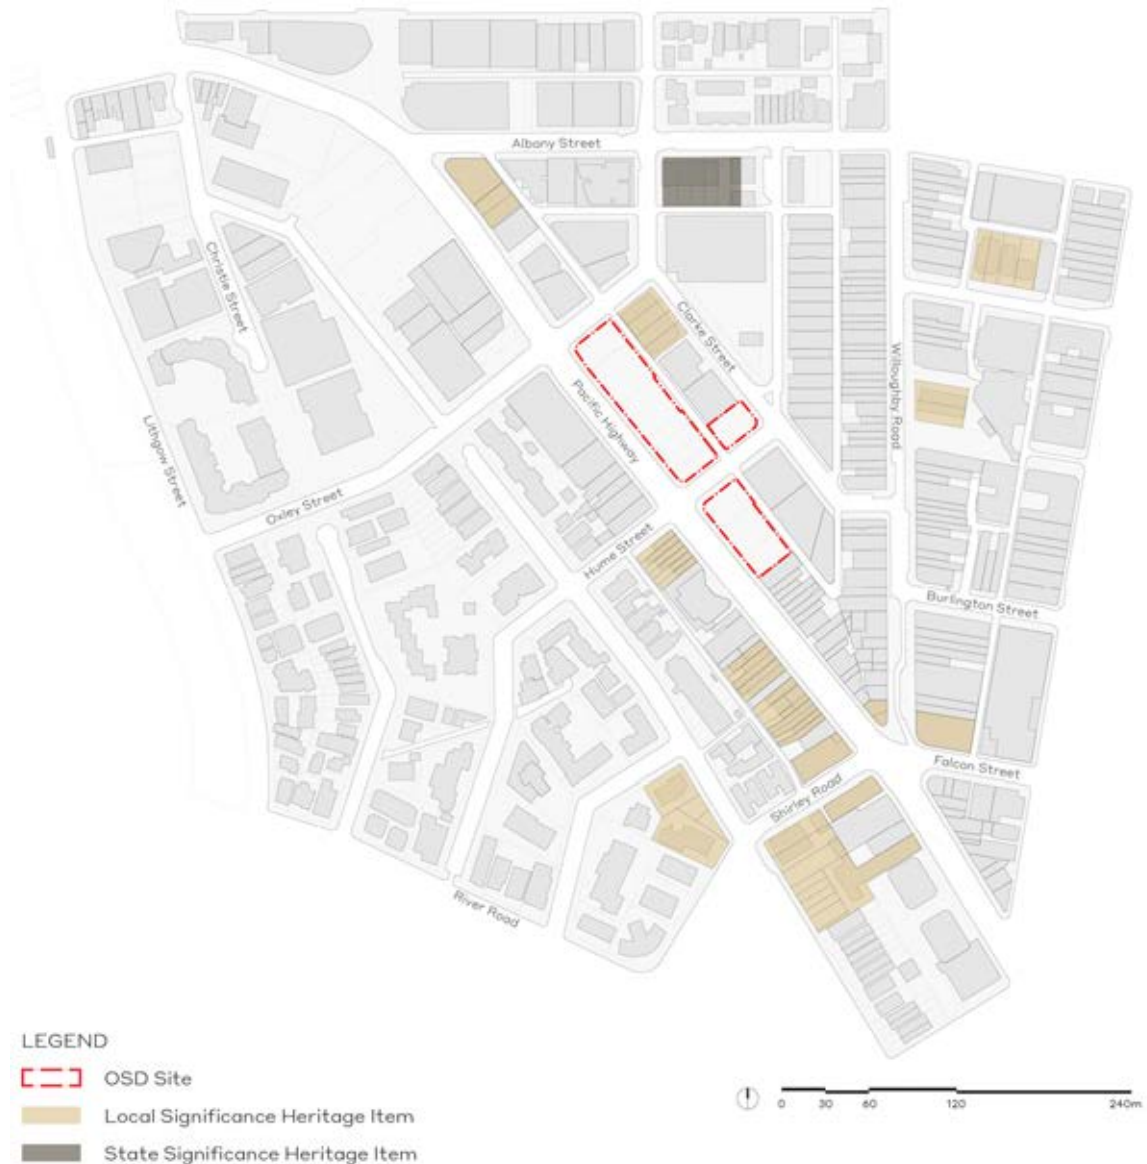 Albany Street
Christie Street
Clarke Street
Willoughby Road
Pacific Highway
Lithgow Street
Oxley Street
Hume Street
Burlington Street
Falcon Street
Shirley Road
River Road
LEGEND
OSD Site
Local Significance Heritage Item
State Significance Heritage Item
0 30 60 120 240m